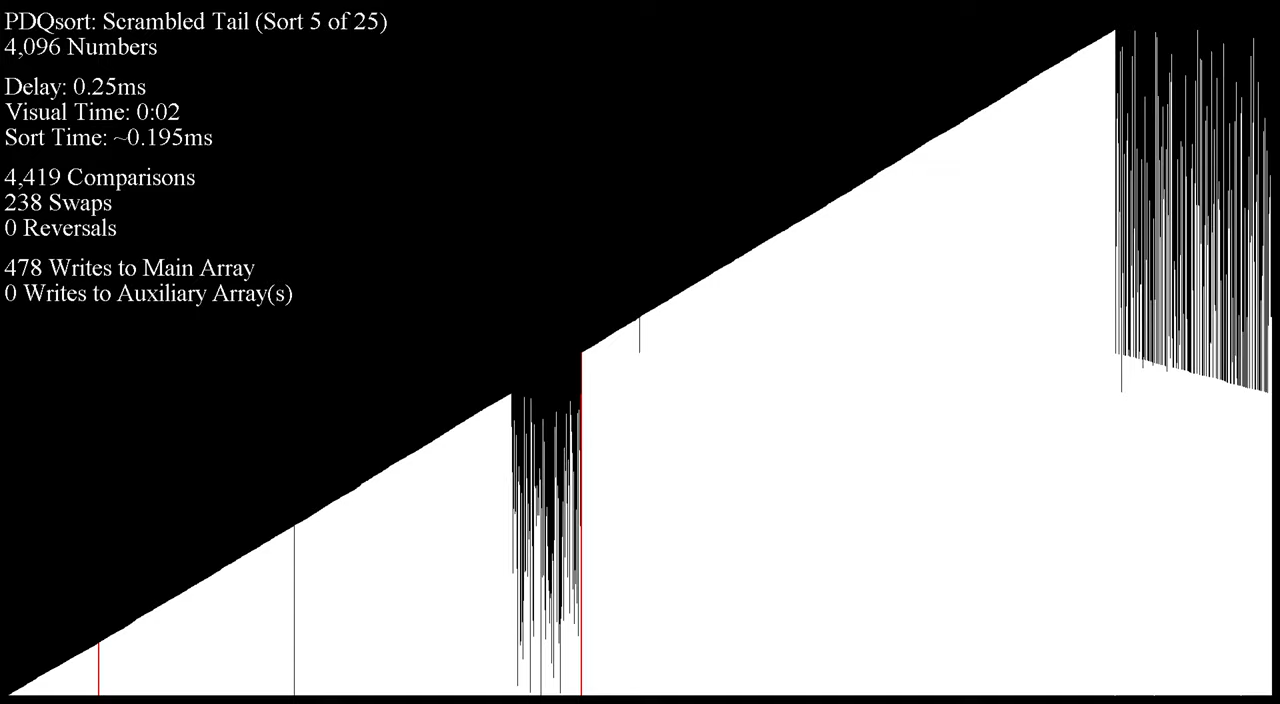 PDQsort: Scrambled Tail (Sort 5 of 25)
4,096 Numbers
Delay: 0.25ms
Visual Time: 0:02
Sort Time: ~0.195ms
4,419 Comparisons
238 Swaps
0 Reversals
478 Writes to Main Array
0 Writes to Auxiliary Array(s)